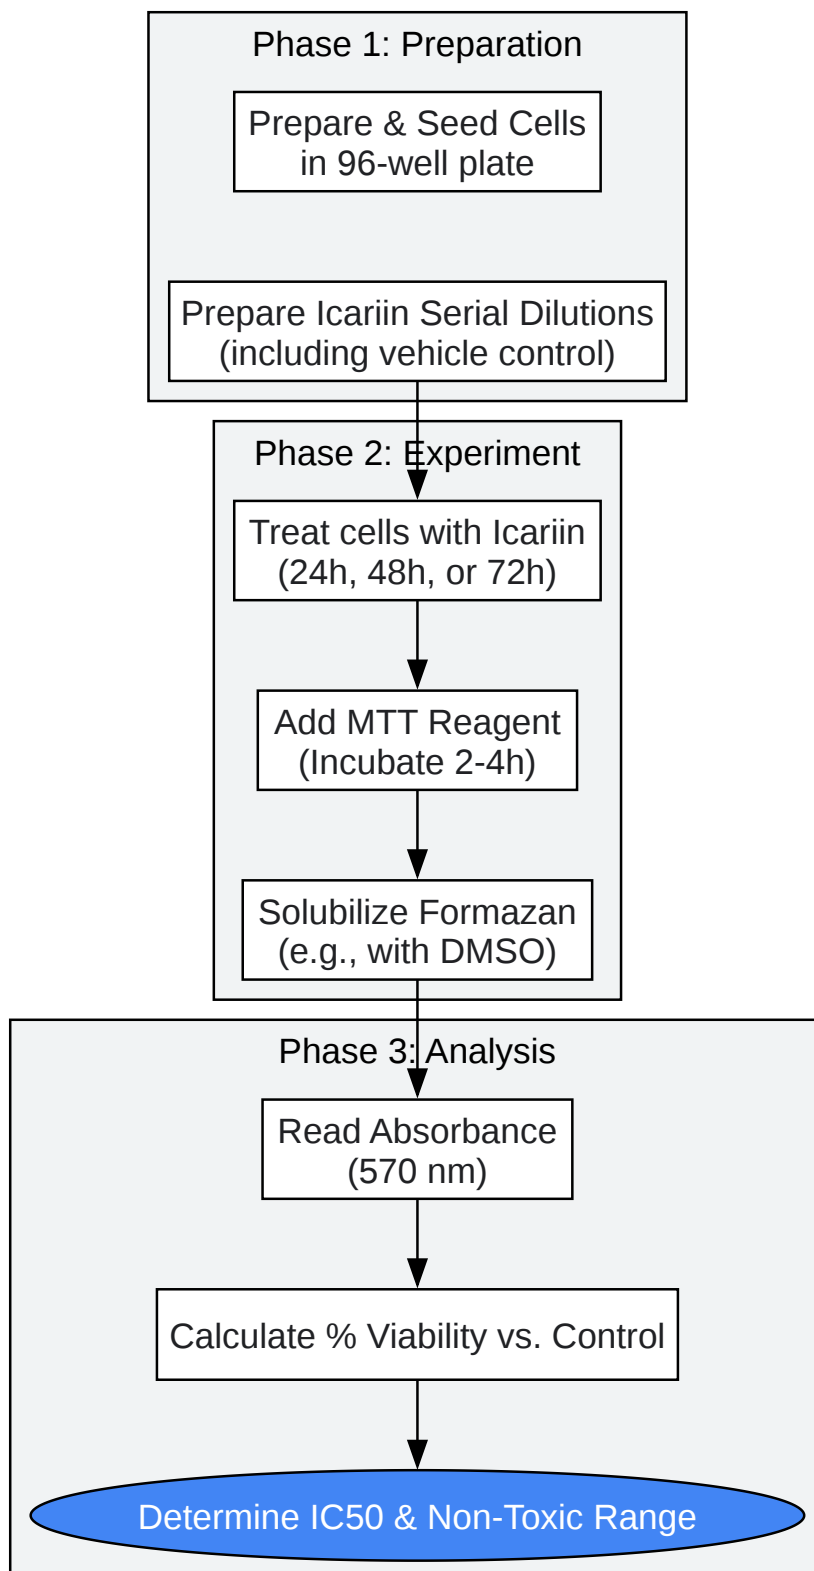 Phase 1: Preparation
Prepare & Seed Cells
in 96-well plate
Prepare Icariin Serial Dilutions
(including vehicle control)
Phase 2: Experiment
Treat cells with Icariin
(24h, 48h, or 72h)
Add MTT Reagent
(Incubate 2-4h)
Solubilize Formazan
(e.g., with DMSO)
Phase 3: Analysis
Read Absorbance
(570 nm)
Calculate % Viability vs. Control
Determine IC50 & Non-Toxic Range